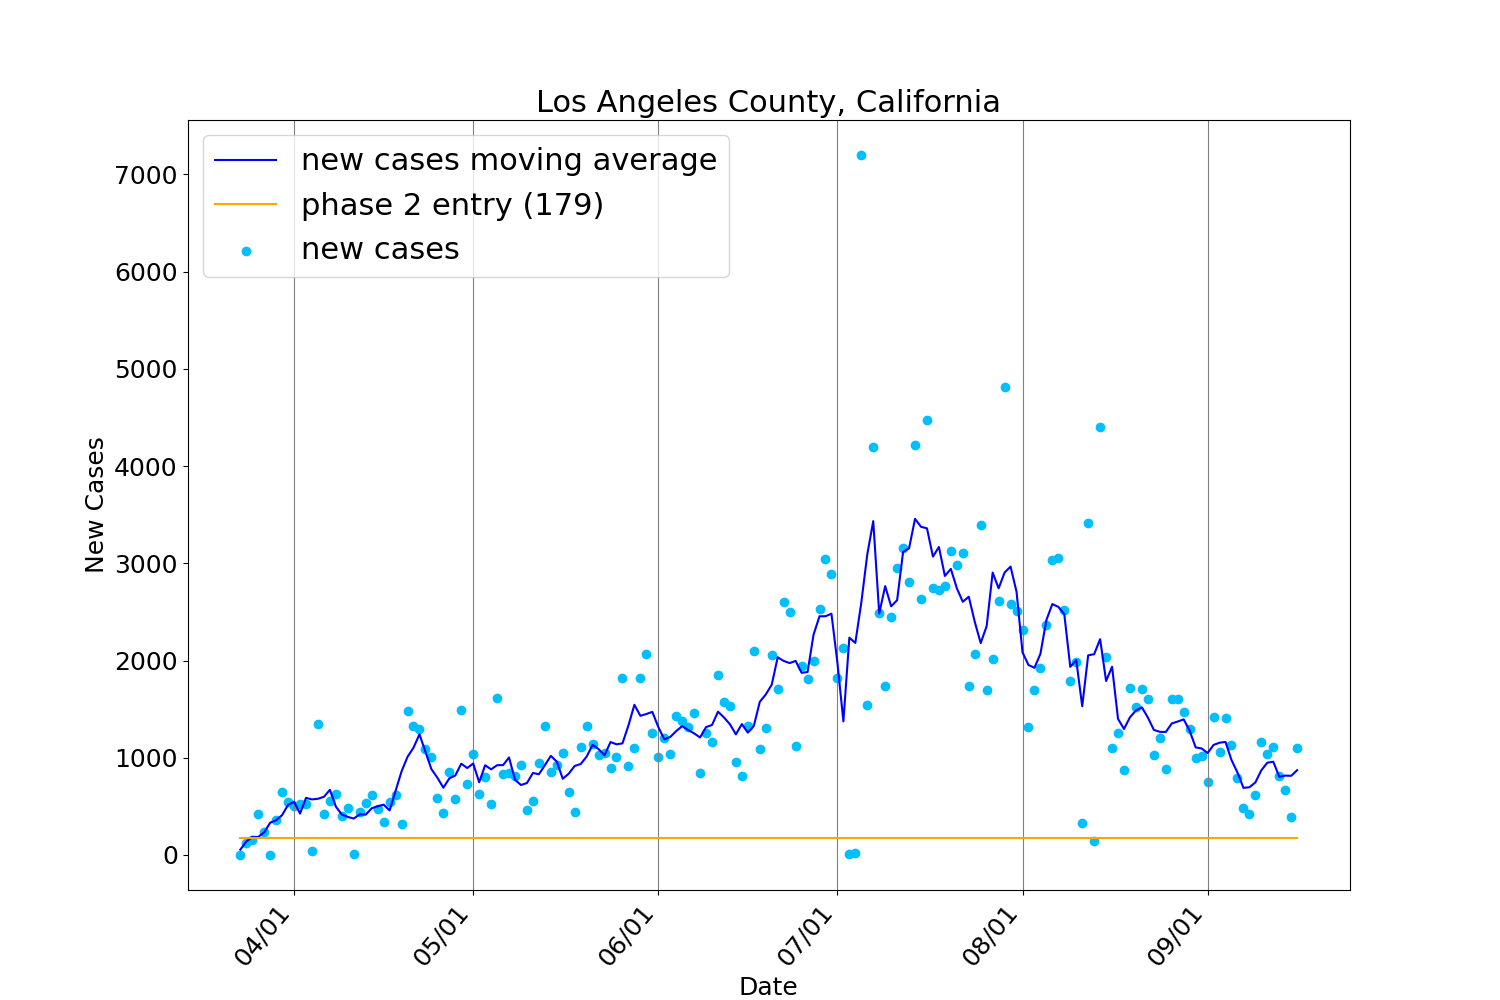 Los Angeles County, California
new cases moving average
phase 2 entry (179)
new cases
7000
6000
5000
4000
3000
2000
1000
0
New Cases
04/01
05/01
06/01
07/01
08/01
09/01
Date